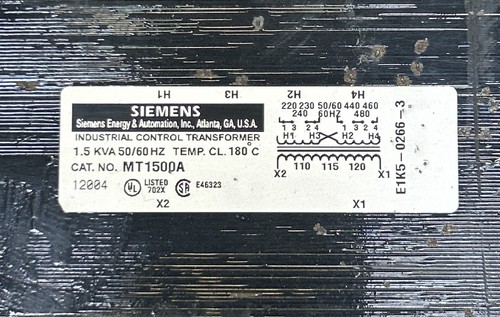 H1 H3 H2 H4
SIEMENS
Siemens Energy & Automation, Inc., Atlanta, GA, U.S.A.
INDUSTRIAL CONTROL TRANSFORMER
1.5 KVA 50/60 HZ TEMP. CL. 180°C
CAT. NO. MT1500A
12004 UL LISTED 702X SA E46323
220 230 50/60 440 460
240 60HZ 480
1 3 2 4 1 2 3 4
H1 H3 H2 H4
X2 110 115 120 X1
E1K5-0266-3
X2 X1